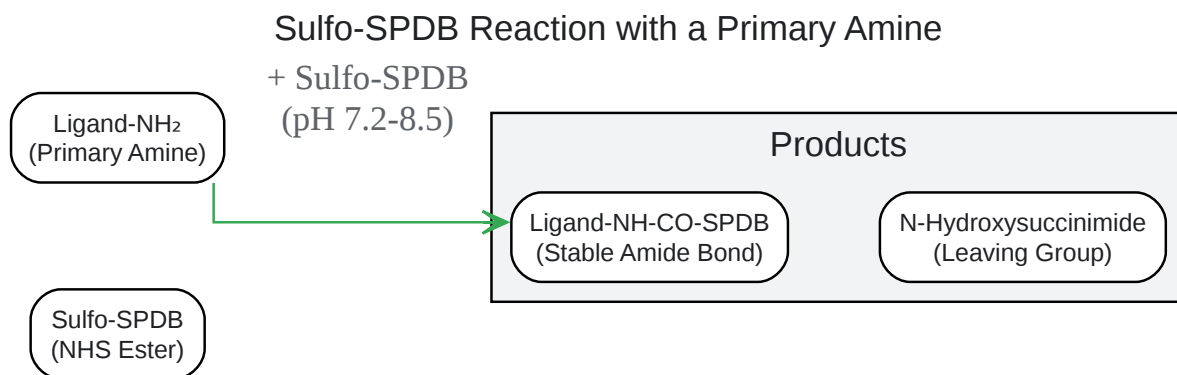 Sulfo-SPDB Reaction with a Primary Amine
+ Sulfo-SPDB
(pH 7.2-8.5)
Ligand-NH₂
(Primary Amine)
Products
Ligand-NH-CO-SPDB
(Stable Amide Bond)
N-Hydroxysuccinimide
(Leaving Group)
Sulfo-SPDB
(NHS Ester)